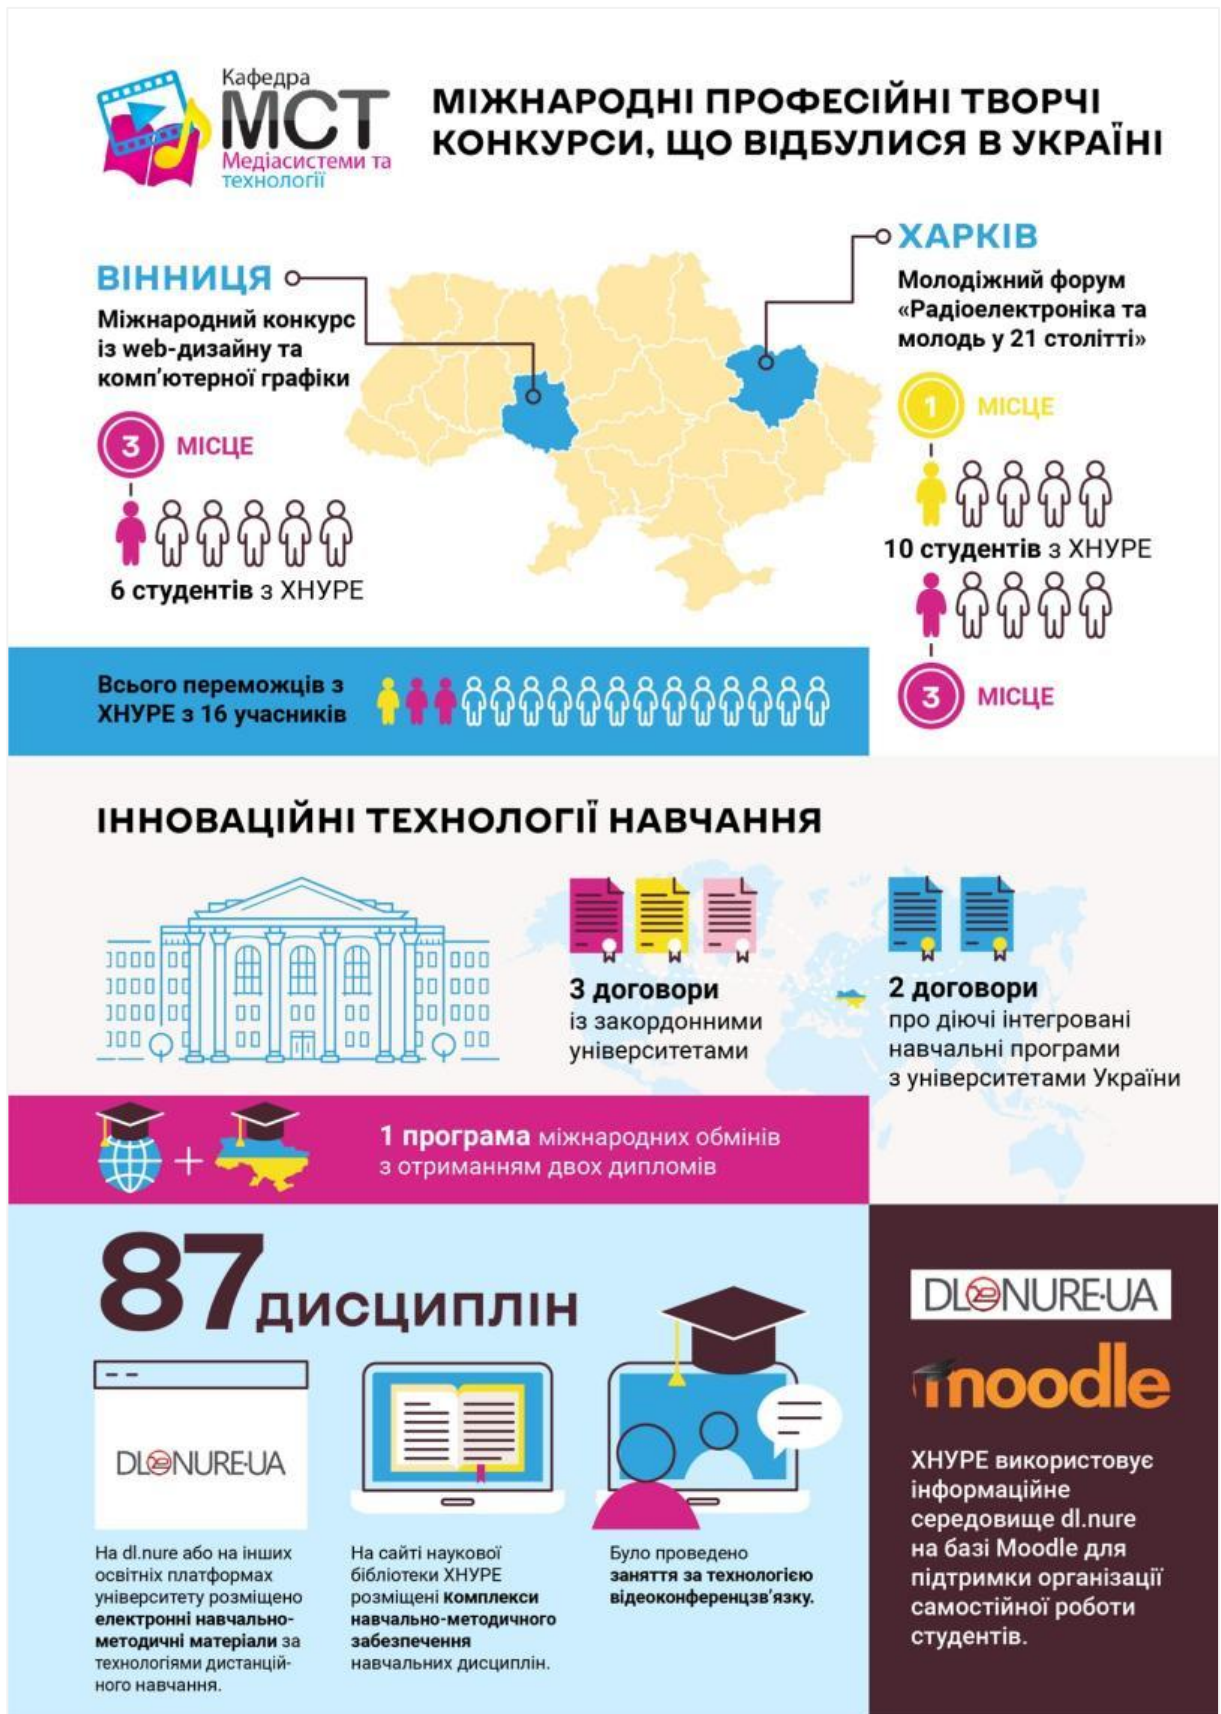 Кафедра
МСТ
Медіасистеми та
технології
МІЖНАРОДНІ ПРОФЕСІЙНІ ТВОРЧІ
КОНКУРСИ, ЩО ВІДБУЛИСЯ В УКРАЇНІ
ВІННИЦЯ
Міжнародний конкурс
із web-дизайну та
комп'ютерної графіки
3 МІСЦЕ
6 студентів з ХНУРЕ
ХАРКІВ
Молодіжний форум
«Радіоелектроніка та
молодь у 21 столітті»
1 МІСЦЕ
10 студентів з ХНУРЕ
3 МІСЦЕ
Всього переможців з
ХНУРЕ з 16 учасників
ІННОВАЦІЙНІ ТЕХНОЛОГІЇ НАВЧАННЯ
3 договори
із закордонними
університетами
2 договори
про діючі інтегровані
навчальні програми
з університетами України
1 програма міжнародних обмінів
з отриманням двох дипломів
87 дисциплін
DL NURE·UA
На dl.nure або на інших
освітніх платформах
університету розміщено
електронні навчально-
методичні матеріали за
технологіями дистанцій-
ного навчання.
На сайті наукової
бібліотеки ХНУРЕ
розміщені Комплекси
навчально-методичного
забезпечення
навчальних дисциплін.
Було проведено
заняття за технологією
відеоконференцзв'язку.
DL NURE·UA
moodle
ХНУРЕ використовує
інформаційне
середовище dl.nure
на базі Moodle для
підтримки організації
самостійної роботи
студентів.